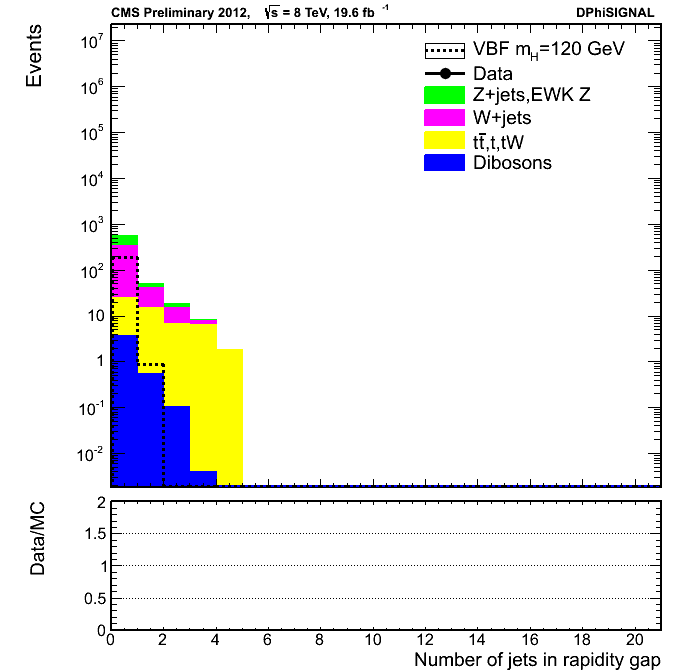 CMS Preliminary 2012, √s = 8 TeV, 19.6 fb⁻¹ DPhiSIGNAL
Events
10⁷
10⁶
10⁵
10⁴
10³
10²
10
1
10⁻¹
10⁻²
VBF m_H=120 GeV
Data
Z+jets,EWK Z
W+jets
tt̄,t,tW
Dibosons
Data/MC
2
1.5
1
0.5
0
0 2 4 6 8 10 12 14 16 18 20
Number of jets in rapidity gap